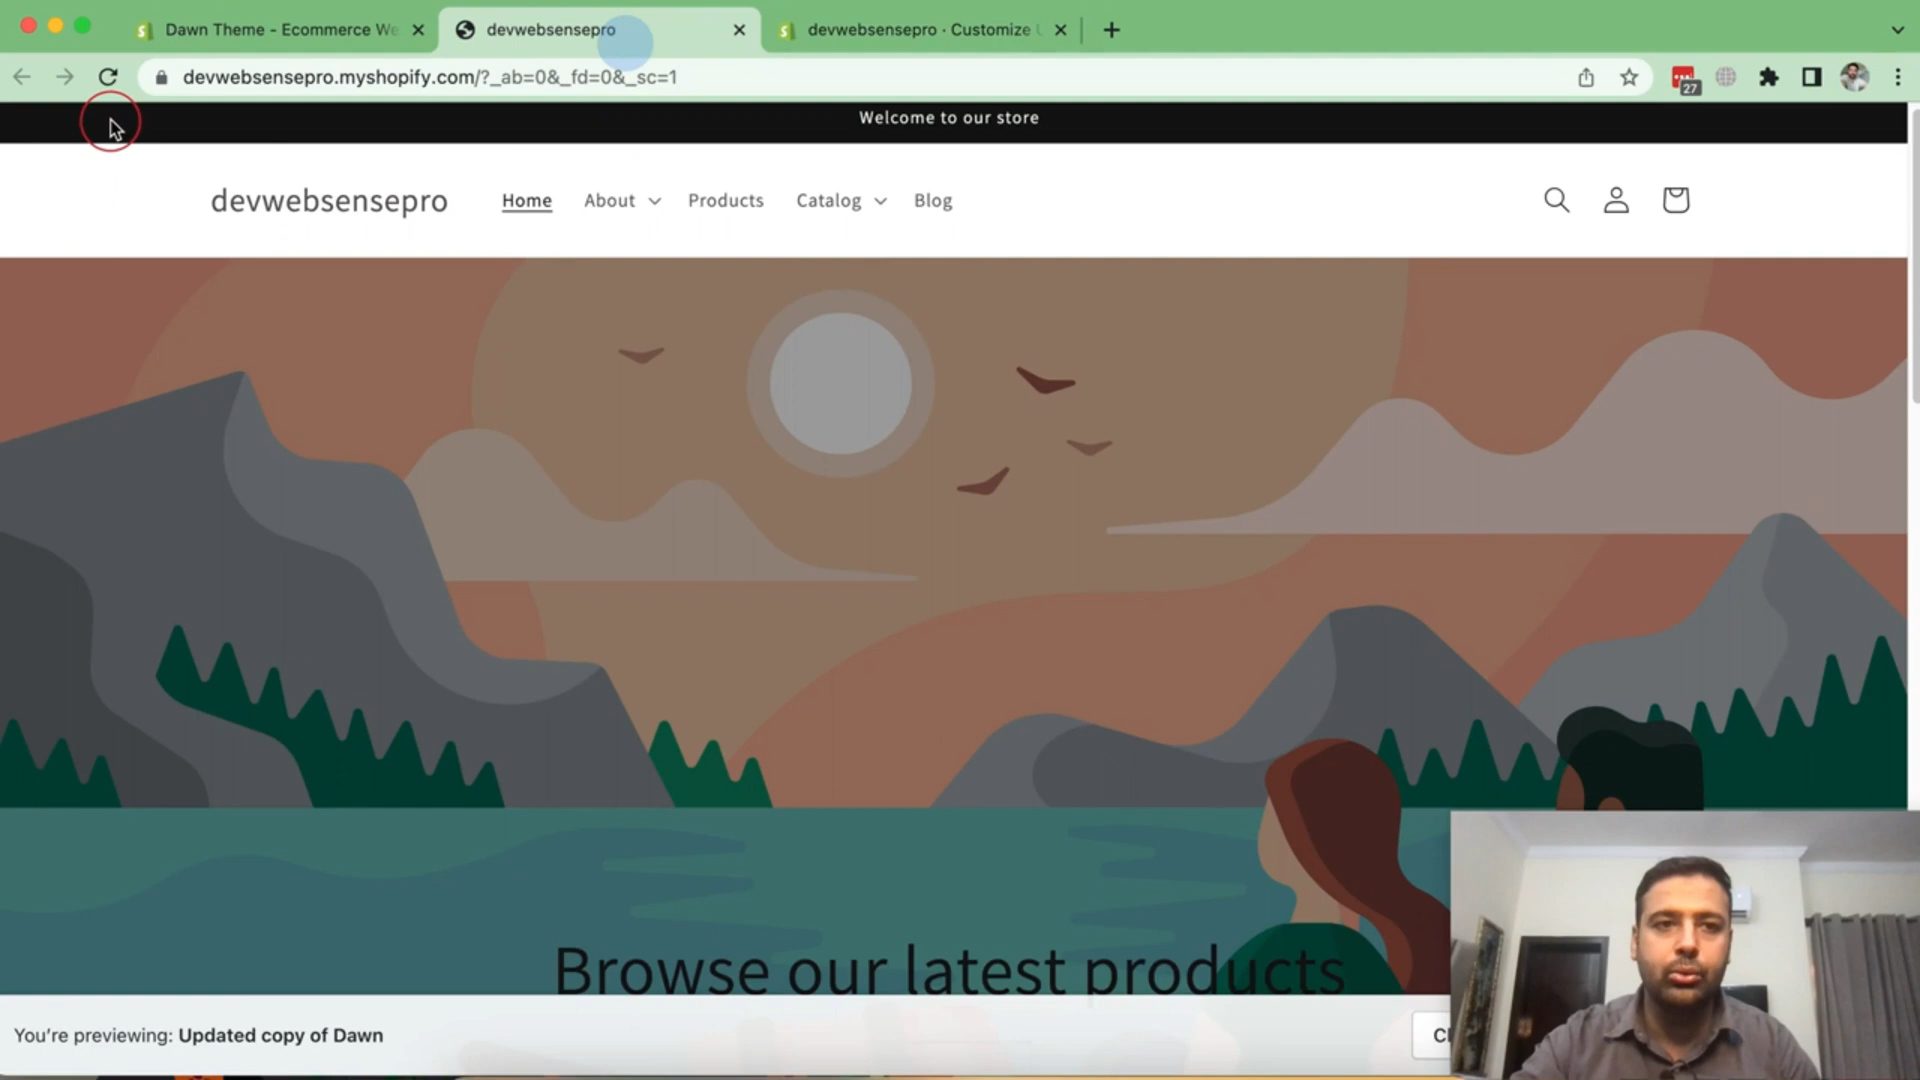 Dawn Theme - Ecommerce We
devwebsensepro
devwebsensepro · Customize
devwebsensepro.myshopify.com/?_ab=0&_fd=0&_sc=1
27
Welcome to our store
devwebsensepro
Home
About
Products
Catalog
Blog
Browse our latest products
You're previewing: Updated copy of Dawn